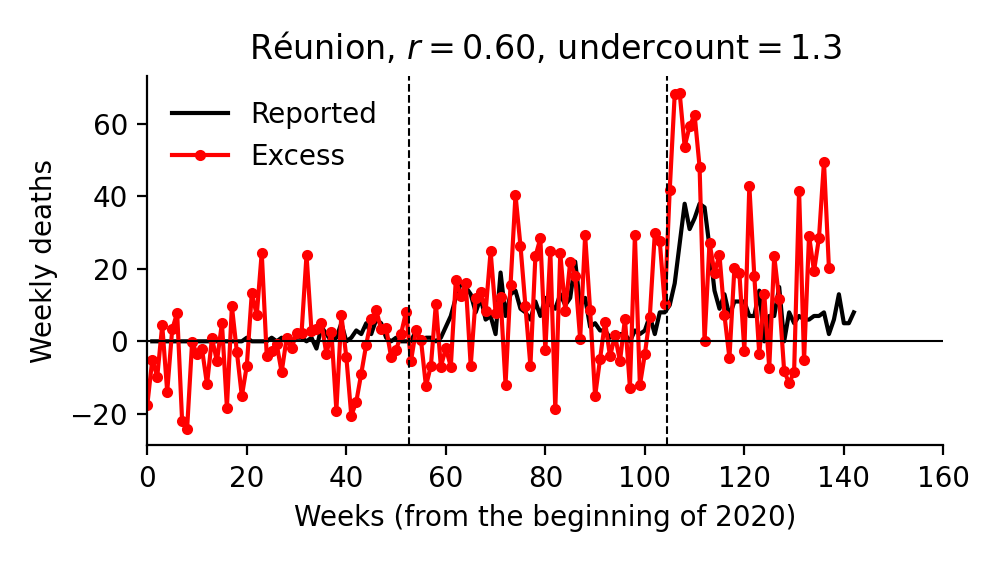 Réunion, r = 0.60, undercount = 1.3
Reported
Excess
Weekly deaths
60
40
20
0
−20
0 20 40 60 80 100 120 140 160
Weeks (from the beginning of 2020)